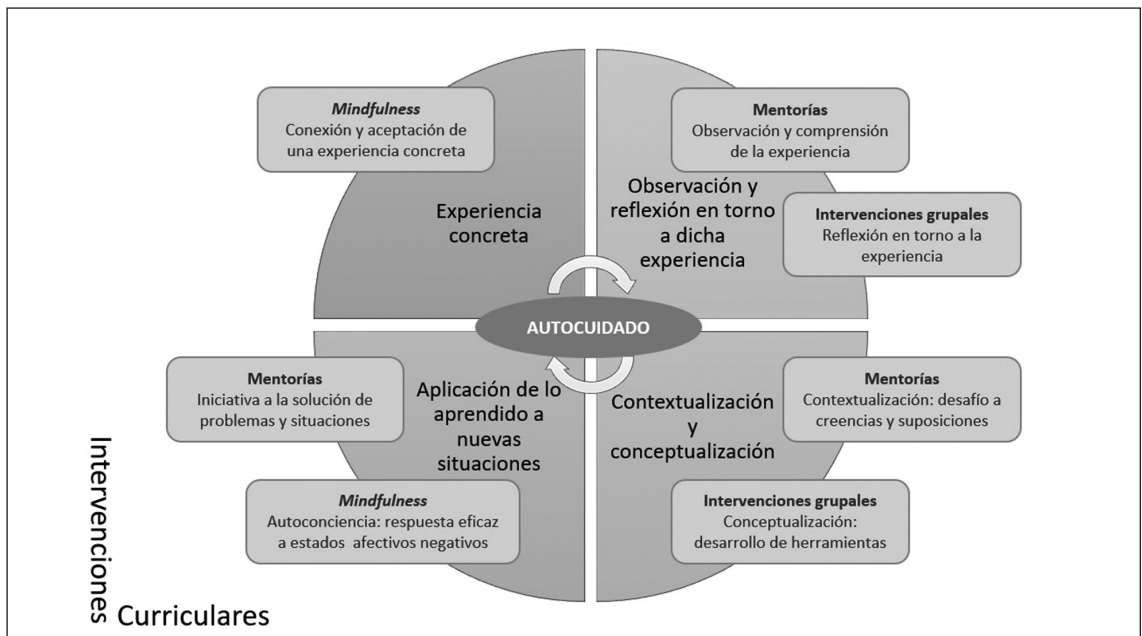 Mindfulness
Conexión y aceptación de
una experiencia concreta
Experiencia
concreta
Mentorías
Observación y comprensión
de la experiencia
Observación y
reflexión en torno
a dicha
experiencia
Intervenciones grupales
Reflexión en torno a la
experiencia
AUTOCUIDADO
Mentorías
Iniciativa a la solución de
problemas y situaciones
Aplicación de lo
aprendido a
nuevas
situaciones
Mindfulness
Autoconciencia: respuesta eficaz
a estados afectivos negativos
Contextualización
y
conceptualización
Mentorías
Contextualización: desafío a
creencias y suposiciones
Intervenciones grupales
Conceptualización:
desarrollo de herramientas
Intervenciones
Curriculares